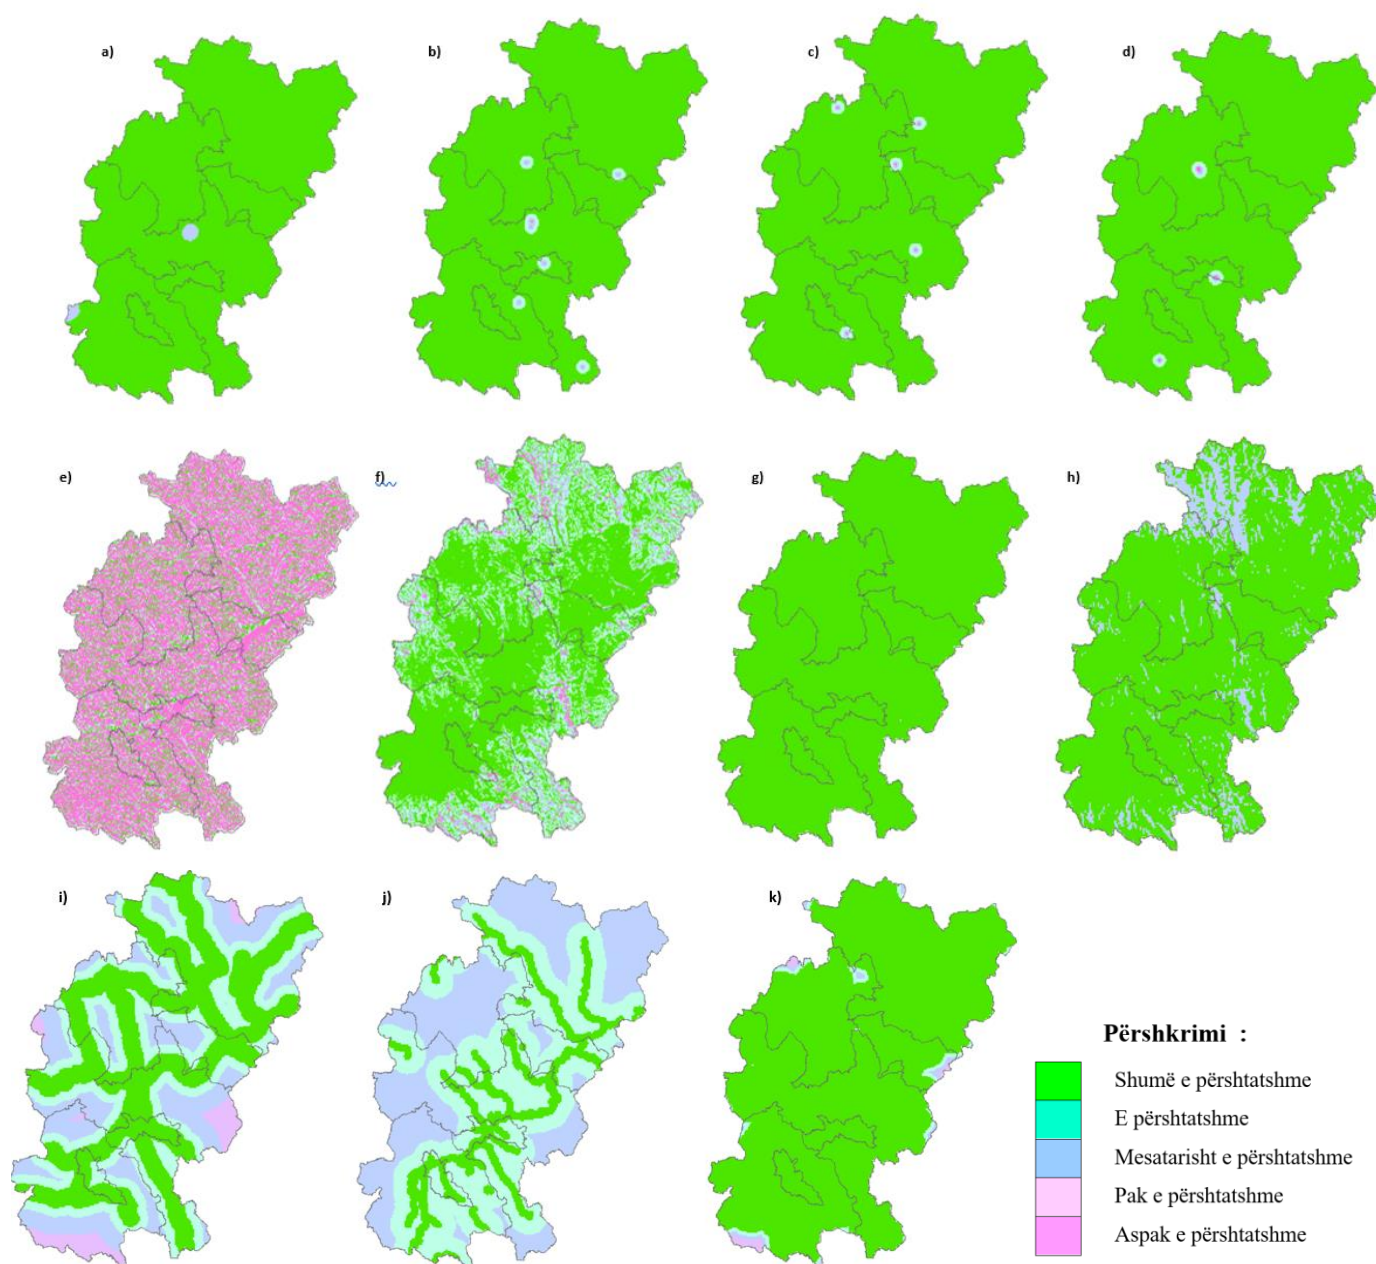 a)
b)
c)
d)
e)
f)
g)
h)
i)
j)
k)
Përshkrimi :
Shumë e përshtatshme
E përshtatshme
Mesatarisht e përshtatshme
Pak e përshtatshme
Aspak e përshtatshme